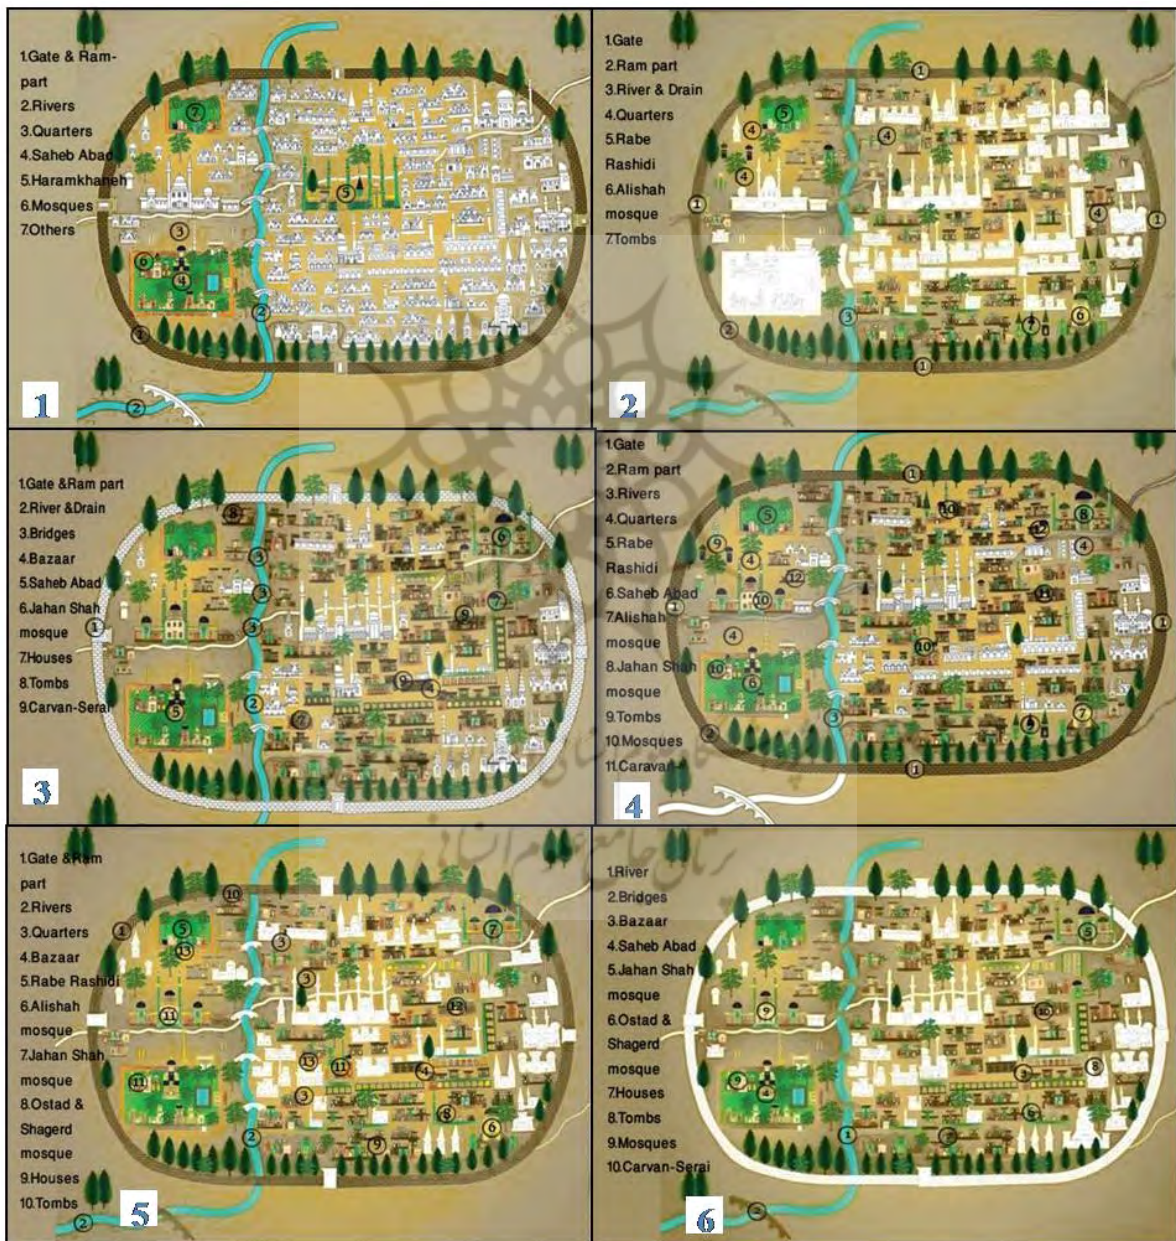 1.Gate & Ram-
part
2.Rivers
3.Quarters
4.Saheb Abad
5.Haramkhaneh
6.Mosques
7.Others
1
1.Gate
2.Ram part
3.River & Drain
4.Quarters
5.Rabe
Rashidi
6.Alishah
mosque
7.Tombs
2
1.Gate &Ram part
2.River &Drain
3.Bridges
4.Bazaar
5.Saheb Abad
6.Jahan Shah
mosque
7.Houses
8.Tombs
9.Carvan-Serai
3
1.Gate
2.Ram part
3.Rivers
4.Quarters
5.Rabe
Rashidi
6.Saheb Abad
7.Alishah
mosque
8.Jahan Shah
mosque
9.Tombs
10.Mosques
11.Caravan-
4
1.Gate &Ram
part
2.Rivers
3.Quarters
4.Bazaar
5.Rabe Rashidi
6.Alishah
mosque
7.Jahan Shah
mosque
8.Ostad &
Shagerd
mosque
9.Houses
10.Tombs
5
1.River
2.Bridges
3.Bazaar
4.Saheb Abad
5.Jahan Shah
mosque
6.Ostad &
Shagerd
mosque
7.Houses
8.Tombs
9.Mosques
10.Carvan-Serai
6